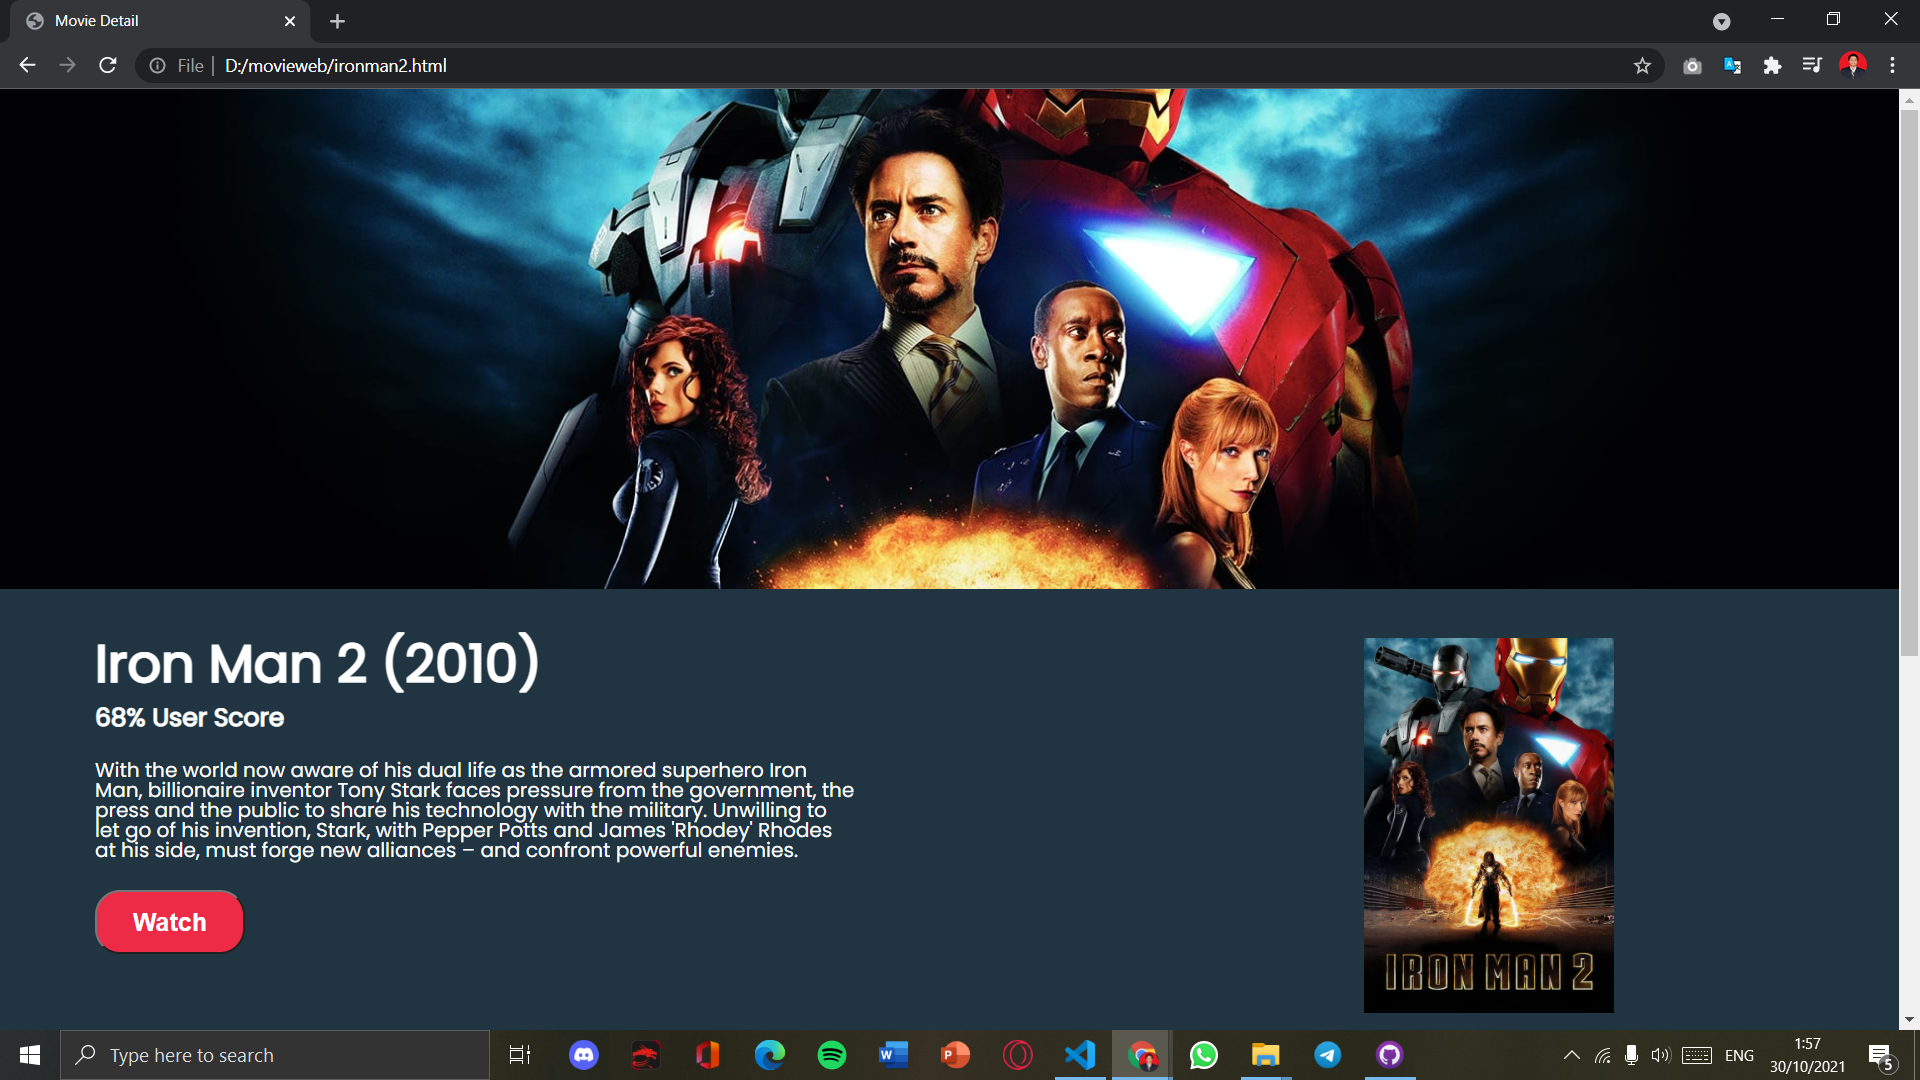 Movie Detail
File
D:/movieweb/ironman2.html
Iron Man 2 (2010)
68% User Score
With the world now aware of his dual life as the armored superhero Iron
Man, billionaire inventor Tony Stark faces pressure from the government, the
press and the public to share his technology with the military. Unwilling to
let go of his invention, Stark, with Pepper Potts and James 'Rhodey' Rhodes
at his side, must forge new alliances – and confront powerful enemies.
Watch
IRON MAN 2
Type here to search
ENG
1:57
30/10/2021
5